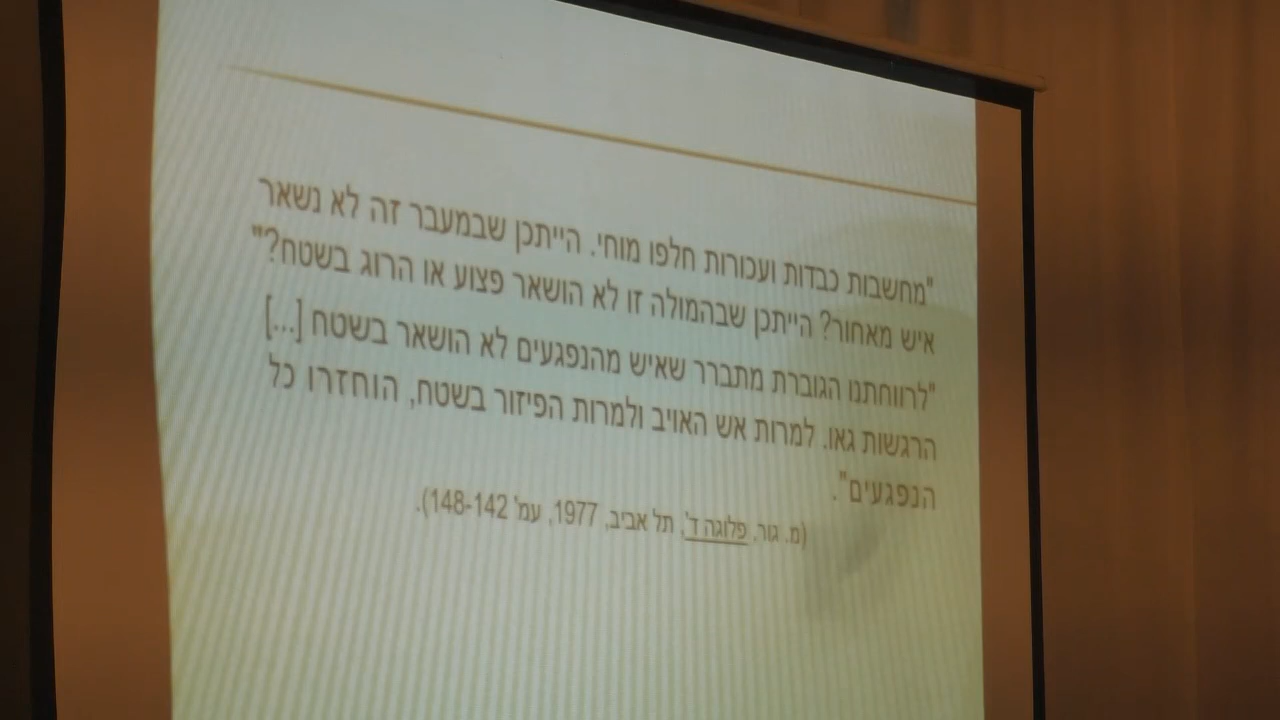 "מחשבות כבדות ועכורות חלפו מוחי. הייתכן שבמעבר זה לא נשאר
איש מאחור? הייתכן שבהמולה זו לא הושאר פצוע או הרוג בשטח?"
"לרווחתנו הגוברת מתברר שאיש מהנפגעים לא הושאר בשטח [...]
הרגשות גאו. למרות אש האויב ולמרות הפיזור בשטח, הוחזרו כל
הנפגעים".
(מ. גור, פלוגה ד', תל אביב, 1977, עמ' 148-142).